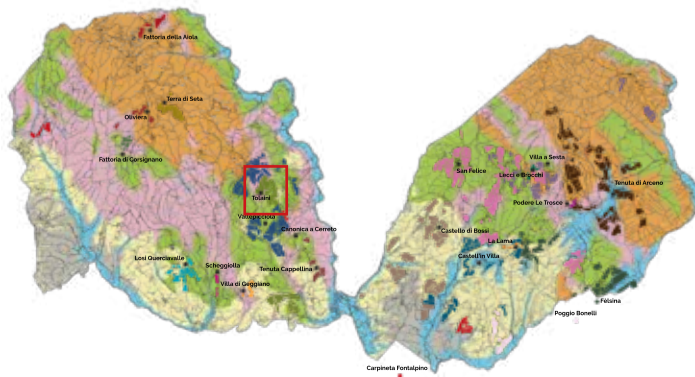 Fattoria della Aiola
Terra di Seta
Oliviera
Fattoria di Corsignano
Tolaini
Vallepicciola
Canonica a Cerreto
Losi Querciavalle
Scheggiolla
Tenuta Cappellina
Villa di Geggiano
San Felice
Villa a Sesta
Lecci e Brocchi
Tenuta di Arceno
Podere Le Trosce
Castello di Bossi
La Lama
Castell'in Villa
Felsina
Poggio Bonelli
Carpineta Fontalpino